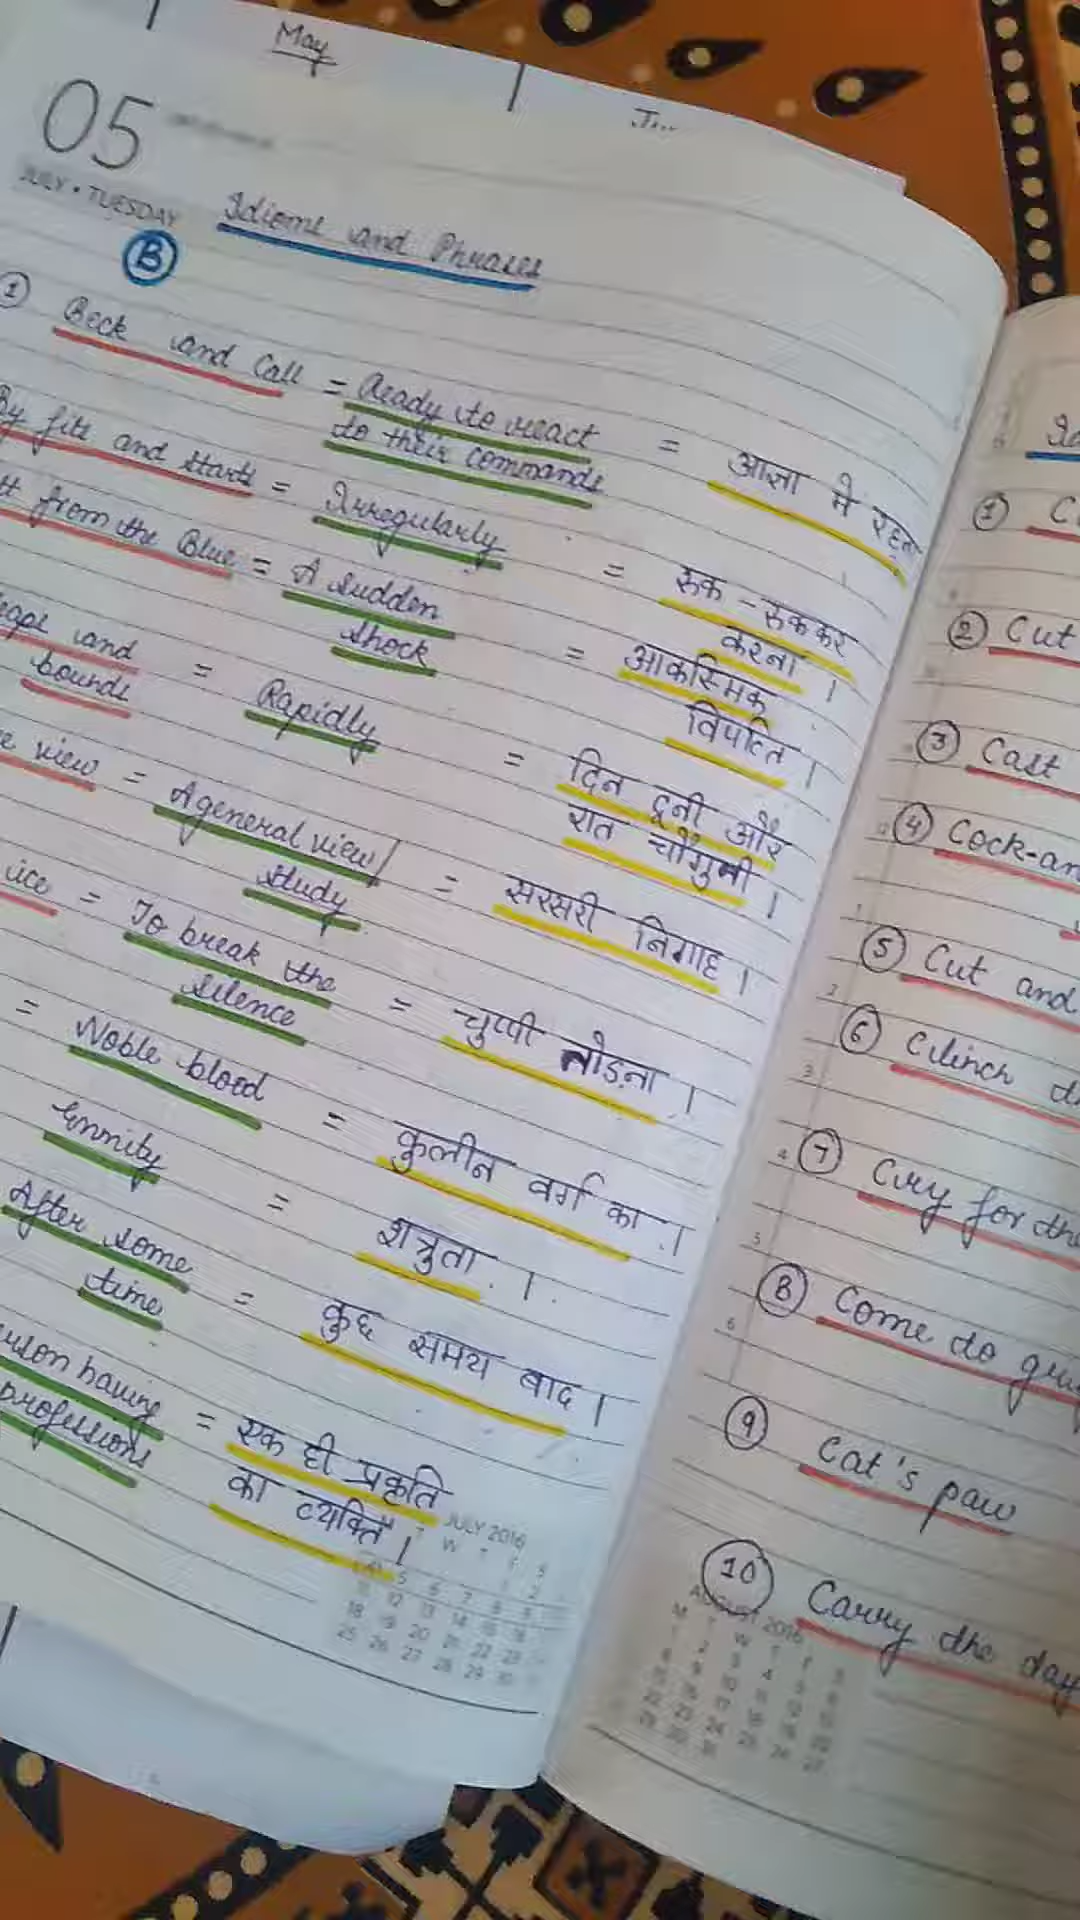 May
05
JULY • TUESDAY
Idioms and Phrases
B
1 Beck and Call = Ready to react to their commands = आज्ञा में रहना
By fits and starts = Irregularly = रुक - रुककर करना ।
from the Blue = A sudden shock = आकस्मिक विपत्ति ।
and bounds = Rapidly = दिन दूनी और रात चौगुनी ।
view = A general view/ study = सरसरी निगाह ।
ice = To break the silence = चुप्पी तोड़ना ।
= Noble blood = कुलीन वर्ग का ।
Enmity = शत्रुता ।
After some time = कुछ समय बाद ।
having professions = एक ही प्रकृति का व्यक्ति ।
JULY 2016
1
2 Cut
3 Cast
4 Cock-an
5 Cut and
6 Clinch
7 Cry for the
8 Come to
9 Cat's paw
10 Carry the day
AUGUST 2016